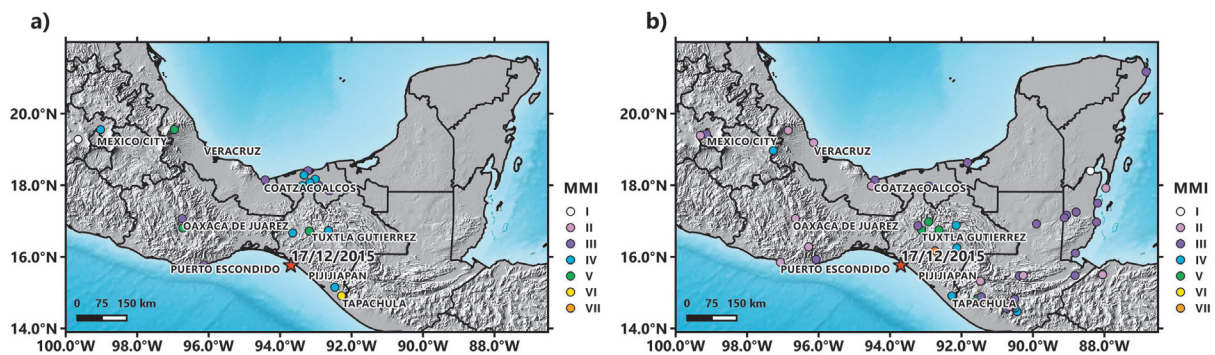 a)
20.0°N
18.0°N
16.0°N
14.0°N
100.0°W 98.0°W 96.0°W 94.0°W 92.0°W 90.0°W 88.0°W
MEXICO CITY
VERACRUZ
COATZACOALCOS
OAXACA DE JUAREZ
TUXTLA GUTIERREZ
17/12/2015
PUERTO ESCONDIDO
PIJIJIAPAN
TAPACHULA
0 75 150 km
MMI
I
II
III
IV
V
VI
VII
b)
20.0°N
18.0°N
16.0°N
14.0°N
100.0°W 98.0°W 96.0°W 94.0°W 92.0°W 90.0°W 88.0°W
MEXICO CITY
VERACRUZ
COATZACOALCOS
OAXACA DE JUAREZ
TUXTLA GUTIERREZ
17/12/2015
PUERTO ESCONDIDO
PIJIJIAPAN
TAPACHULA
0 75 150 km
MMI
I
II
III
IV
V
VI
VII